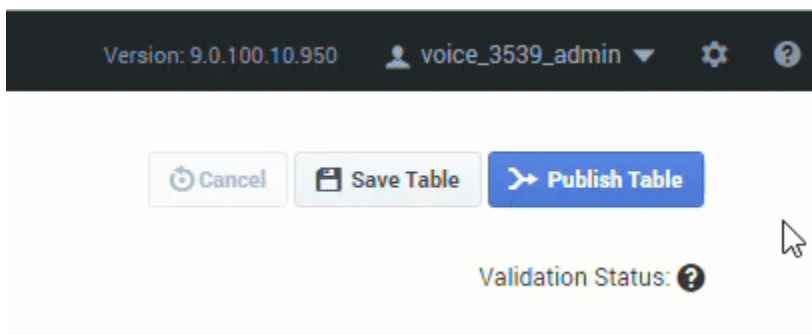 Version: 9.0.100.10.950 voice_3539_admin
Cancel Save Table Publish Table
Validation Status: